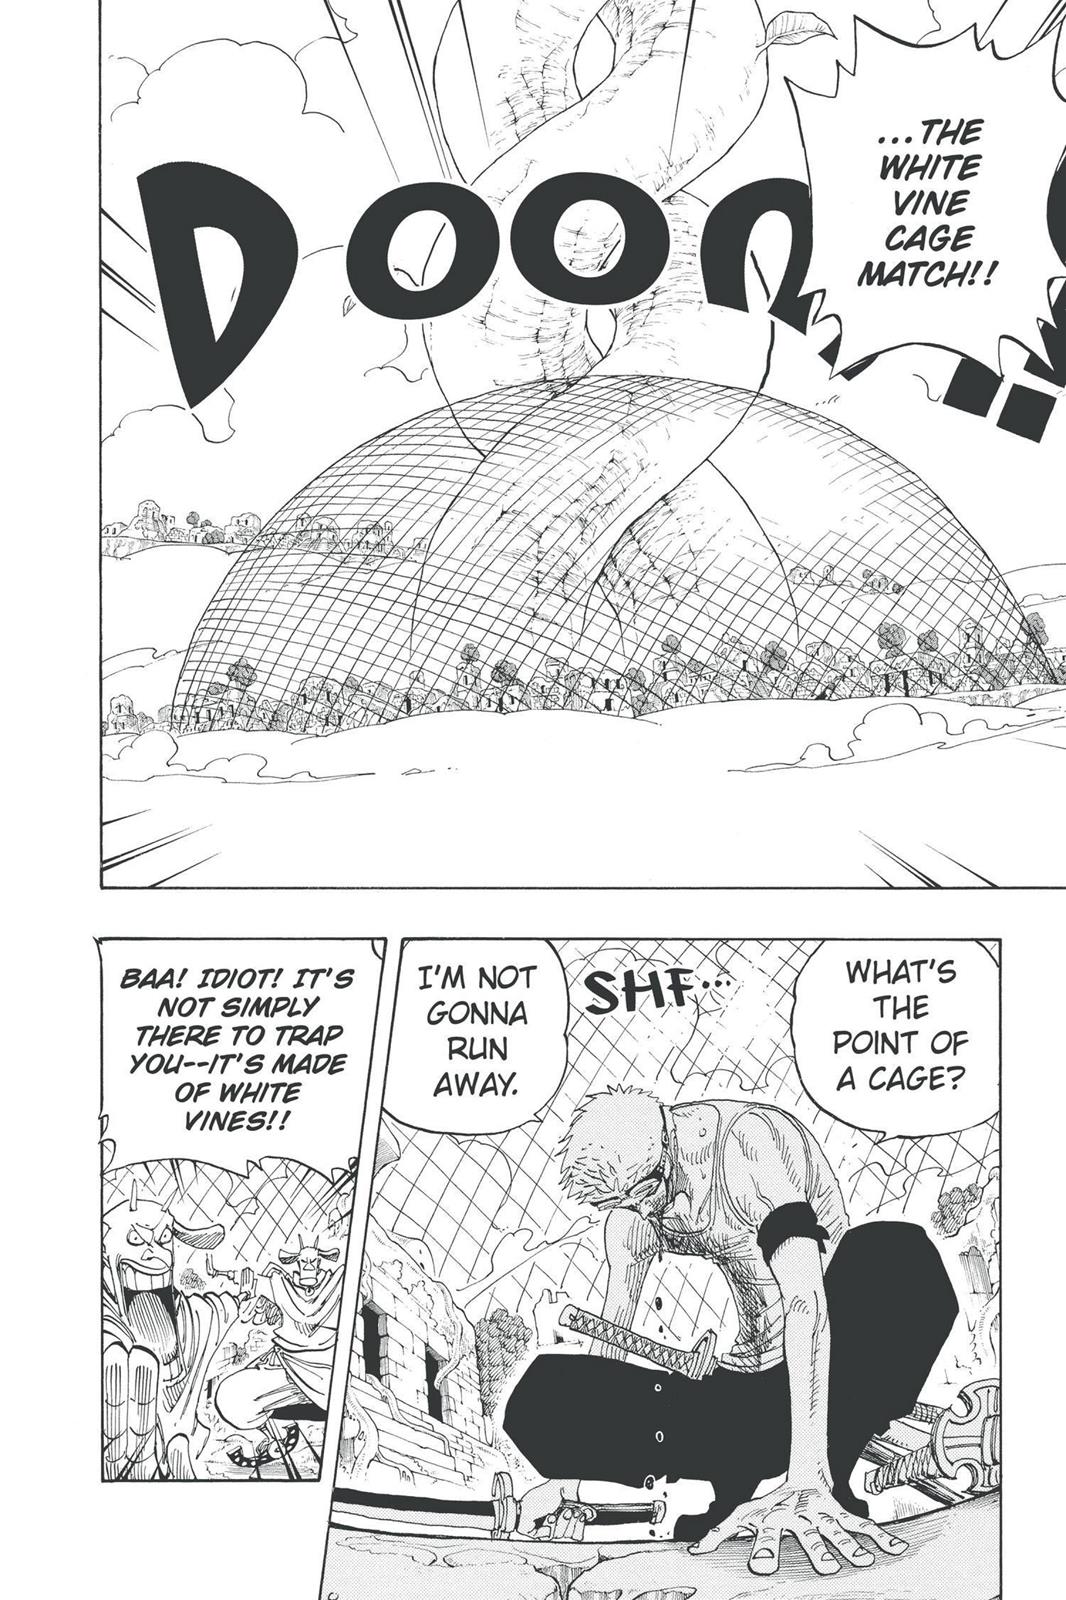 ...THE
WHITE
VINE
CAGE
MATCH!!
WHAT'S
THE
POINT OF
A CAGE?
SHF...
I'M NOT
GONNA
RUN
AWAY.
BAA! IDIOT! IT'S
NOT SIMPLY
THERE TO TRAP
YOU--IT'S MADE
OF WHITE
VINES!!